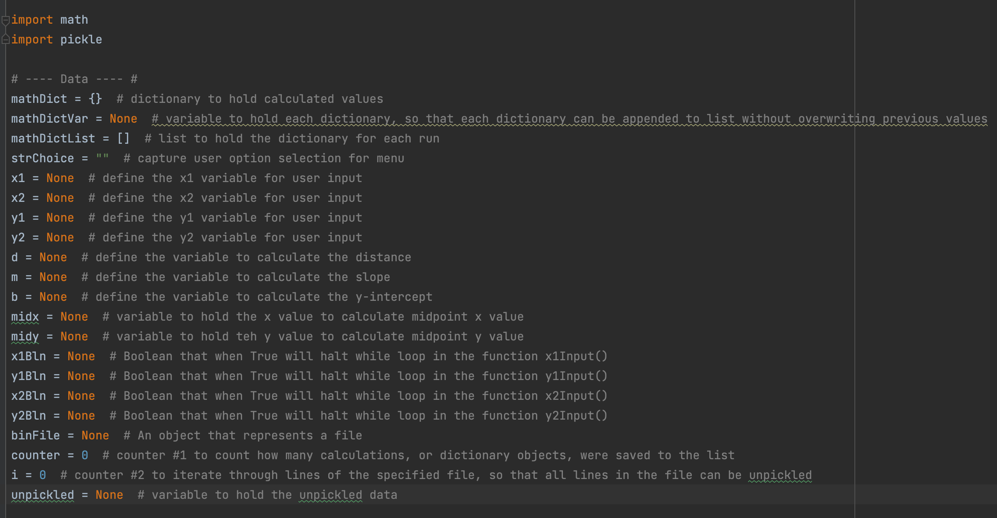 import math
import pickle
# ---- Data ---- #
mathDict = {}  # dictionary to hold calculated values
mathDictVar = None  # variable to hold each dictionary, so that each dictionary can be appended to list without overwriting previous values
mathDictList = []  # list to hold the dictionary for each run
strChoice = ""  # capture user option selection for menu
x1 = None  # define the x1 variable for user input
x2 = None  # define the x2 variable for user input
y1 = None  # define the y1 variable for user input
y2 = None  # define the y2 variable for user input
d = None  # define the variable to calculate the distance
m = None  # define the variable to calculate the slope
b = None  # define the variable to calculate the y-intercept
midx = None  # variable to hold the x value to calculate midpoint x value
midy = None  # variable to hold teh y value to calculate midpoint y value
x1Bln = None  # Boolean that when True will halt while loop in the function x1Input()
y1Bln = None  # Boolean that when True will halt while loop in the function y1Input()
x2Bln = None  # Boolean that when True will halt while loop in the function x2Input()
y2Bln = None  # Boolean that when True will halt while loop in the function y2Input()
binFile = None  # An object that represents a file
counter = 0  # counter #1 to count how many calculations, or dictionary objects, were saved to the list
i = 0  # counter #2 to iterate through lines of the specified file, so that all lines in the file can be unpickled
unpickled = None  # variable to hold the unpickled data